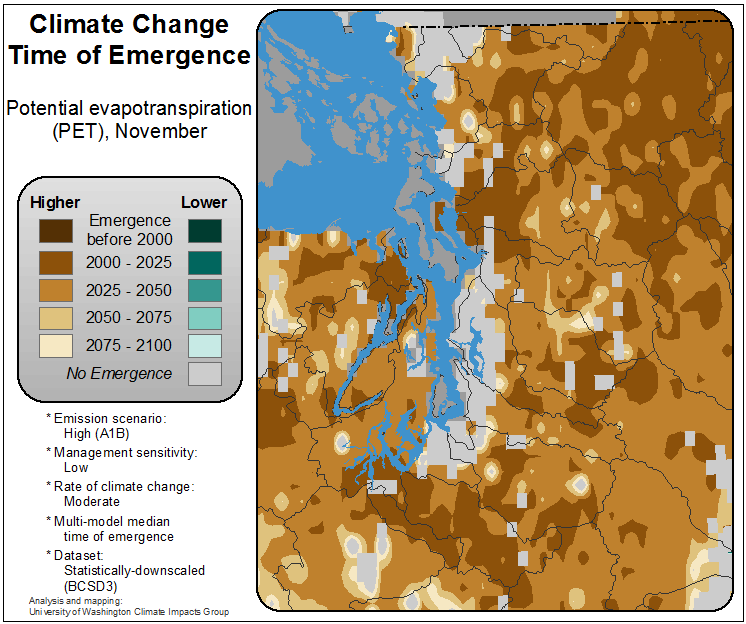 Climate Change
Time of Emergence
Potential evapotranspiration
(PET), November
Higher Lower
Emergence
before 2000
2000 - 2025
2025 - 2050
2050 - 2075
2075 - 2100
No Emergence
* Emission scenario:
High (A1B)
* Management sensitivity:
Low
* Rate of climate change:
Moderate
* Multi-model median
time of emergence
* Dataset:
Statistically-downscaled
(BCSD3)
Analysis and mapping:
University of Washington Climate Impacts Group